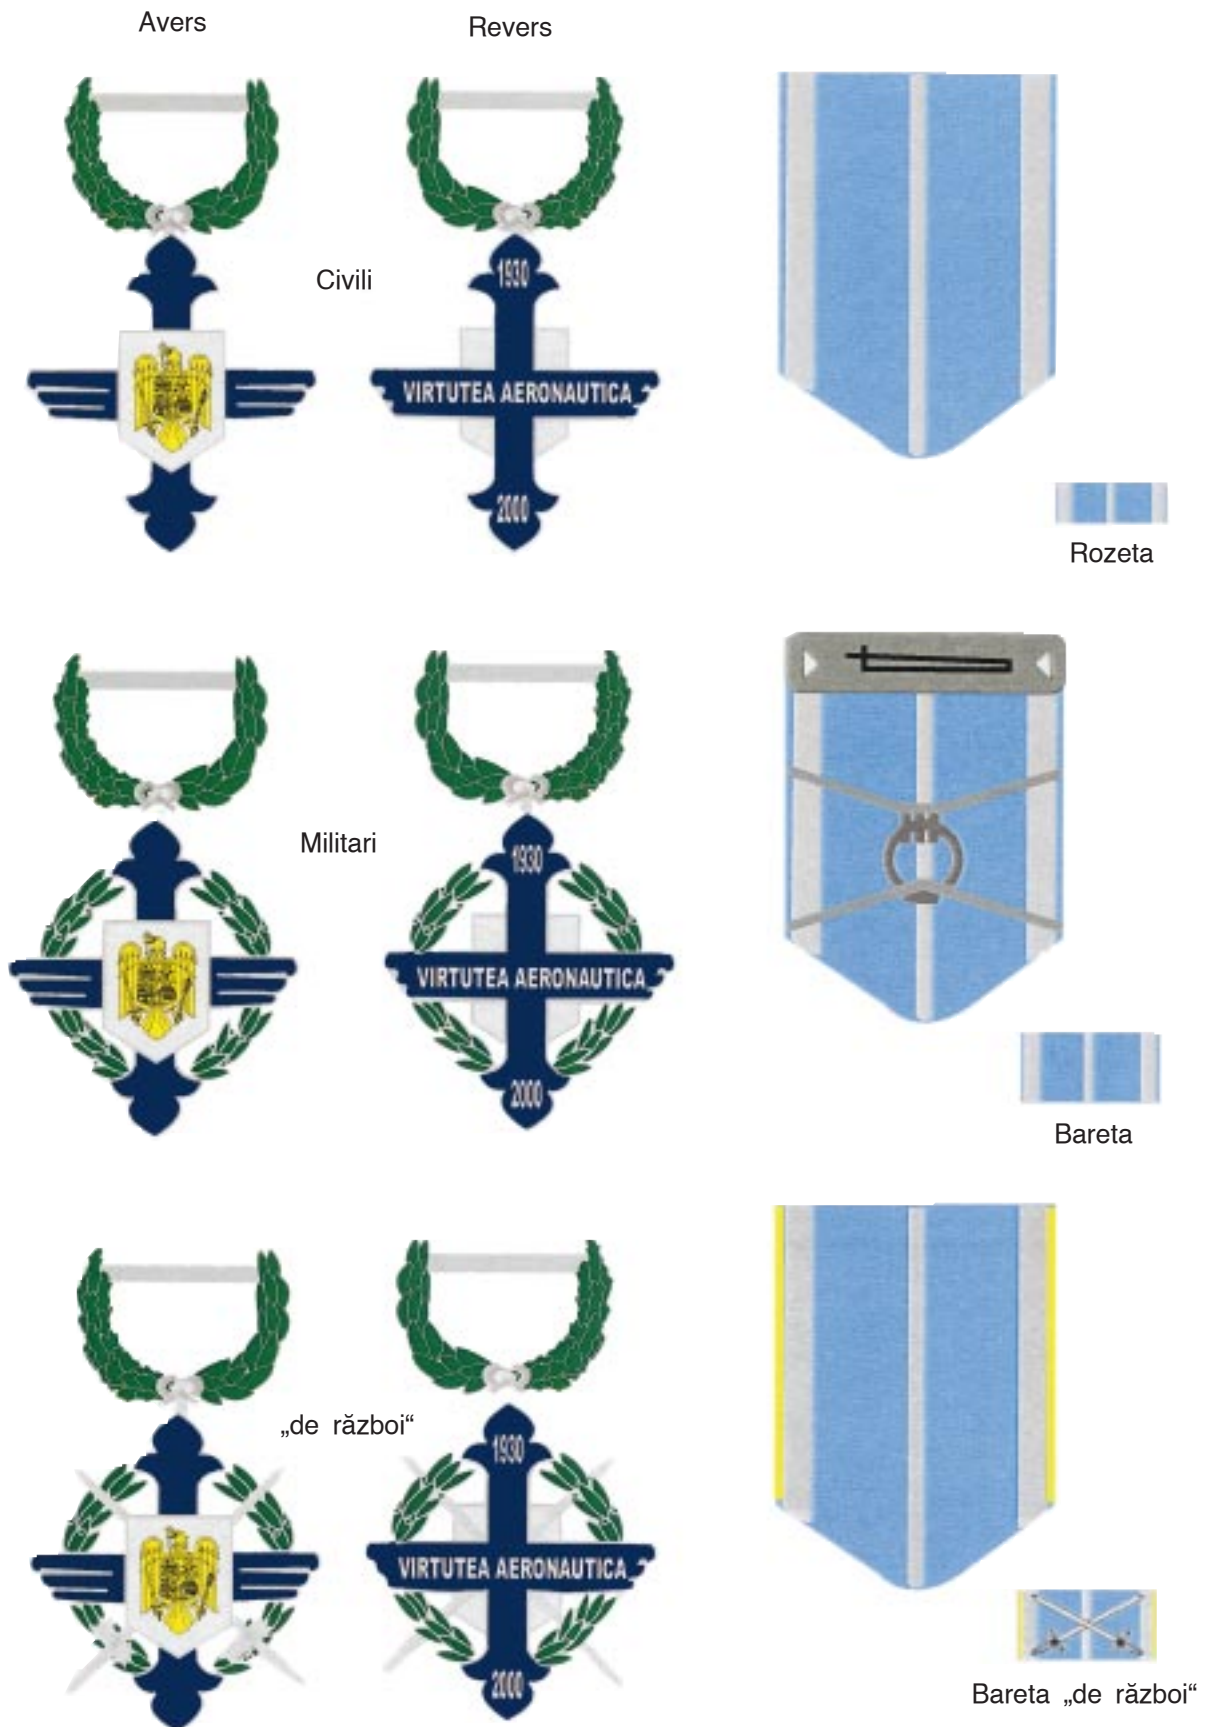 Avers
Revers
1930
Civili
VIRTUTEA AERONAUTICA
2000
Rozeta
Militari
1930
VIRTUTEA AERONAUTICA
2000
Bareta
„de război“
1930
VIRTUTEA AERONAUTICA
2000
Bareta „de război“